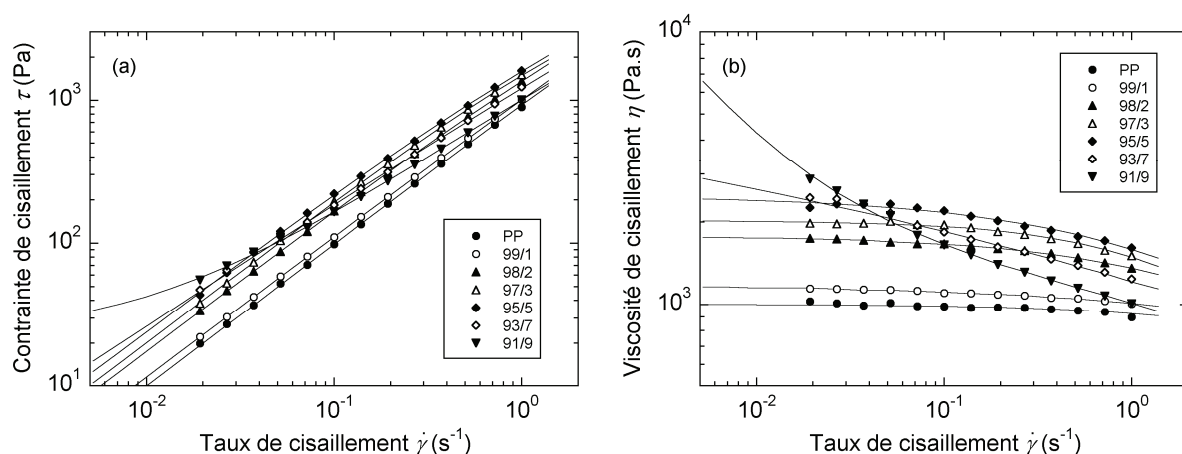 Contrainte de cisaillement τ (Pa)
(a)
10³
10²
10¹
PP
99/1
98/2
97/3
95/5
93/7
91/9
10⁻² 10⁻¹ 10⁰
Taux de cisaillement γ̇ (s⁻¹)
Viscosité de cisaillement η (Pa.s)
(b)
10⁴
10³
PP
99/1
98/2
97/3
95/5
93/7
91/9
10⁻² 10⁻¹ 10⁰
Taux de cisaillement γ̇ (s⁻¹)